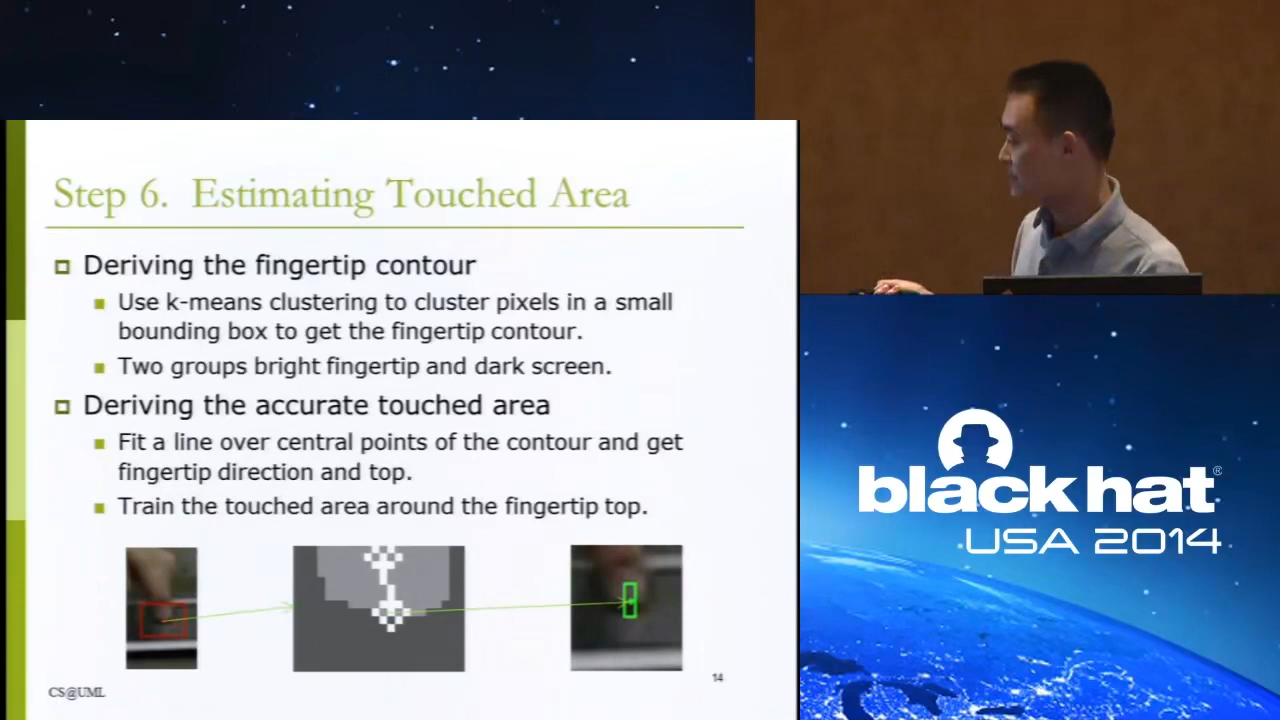 Step 6. Estimating Touched Area
Deriving the fingertip contour
Use k-means clustering to cluster pixels in a small
bounding box to get the fingertip contour.
Two groups bright fingertip and dark screen.
Deriving the accurate touched area
Fit a line over central points of the contour and get
fingertip direction and top.
Train the touched area around the fingertip top.
14
CS@UML
black hat®
USA 2014